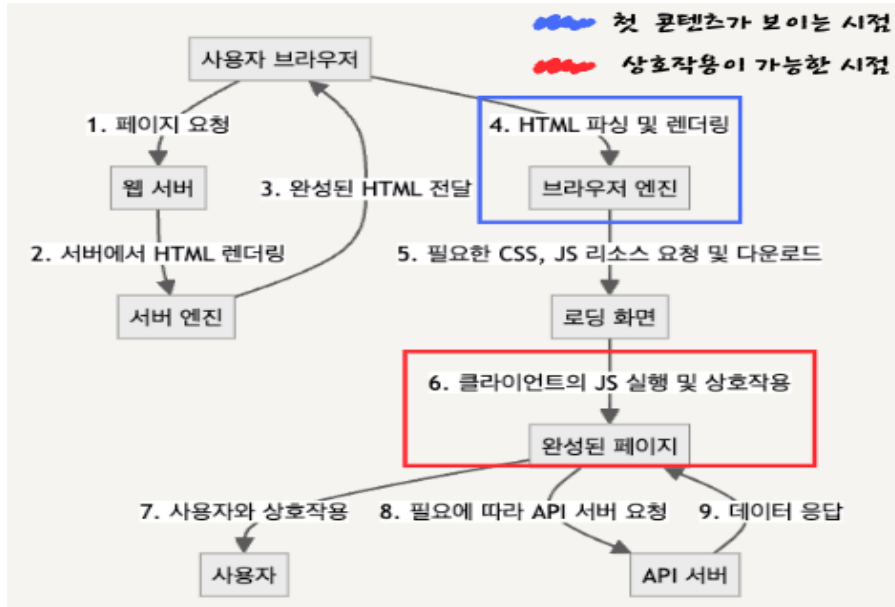 첫 콘텐츠가 보이는 시점
상호작용이 가능한 시점
사용자 브라우저
1. 페이지 요청
4. HTML 파싱 및 렌더링
웹 서버
3. 완성된 HTML 전달
브라우저 엔진
2. 서버에서 HTML 렌더링
5. 필요한 CSS, JS 리소스 요청 및 다운로드
서버 엔진
로딩 화면
6. 클라이언트의 JS 실행 및 상호작용
완성된 페이지
7. 사용자와 상호작용
8. 필요에 따라 API 서버 요청
9. 데이터 응답
사용자
API 서버